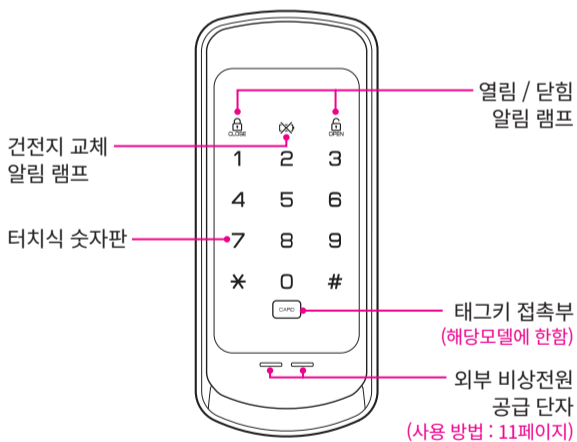 열림 / 닫힘
알림 램프
건전지 교체
알림 램프
CLOSE
OPEN
1 2 3
4 5 6
터치식 숫자판
7 8 9
* 0 #
CARD
태그키 접촉부
(해당모델에 한함)
외부 비상전원
공급 단자
(사용 방법 : 11페이지)